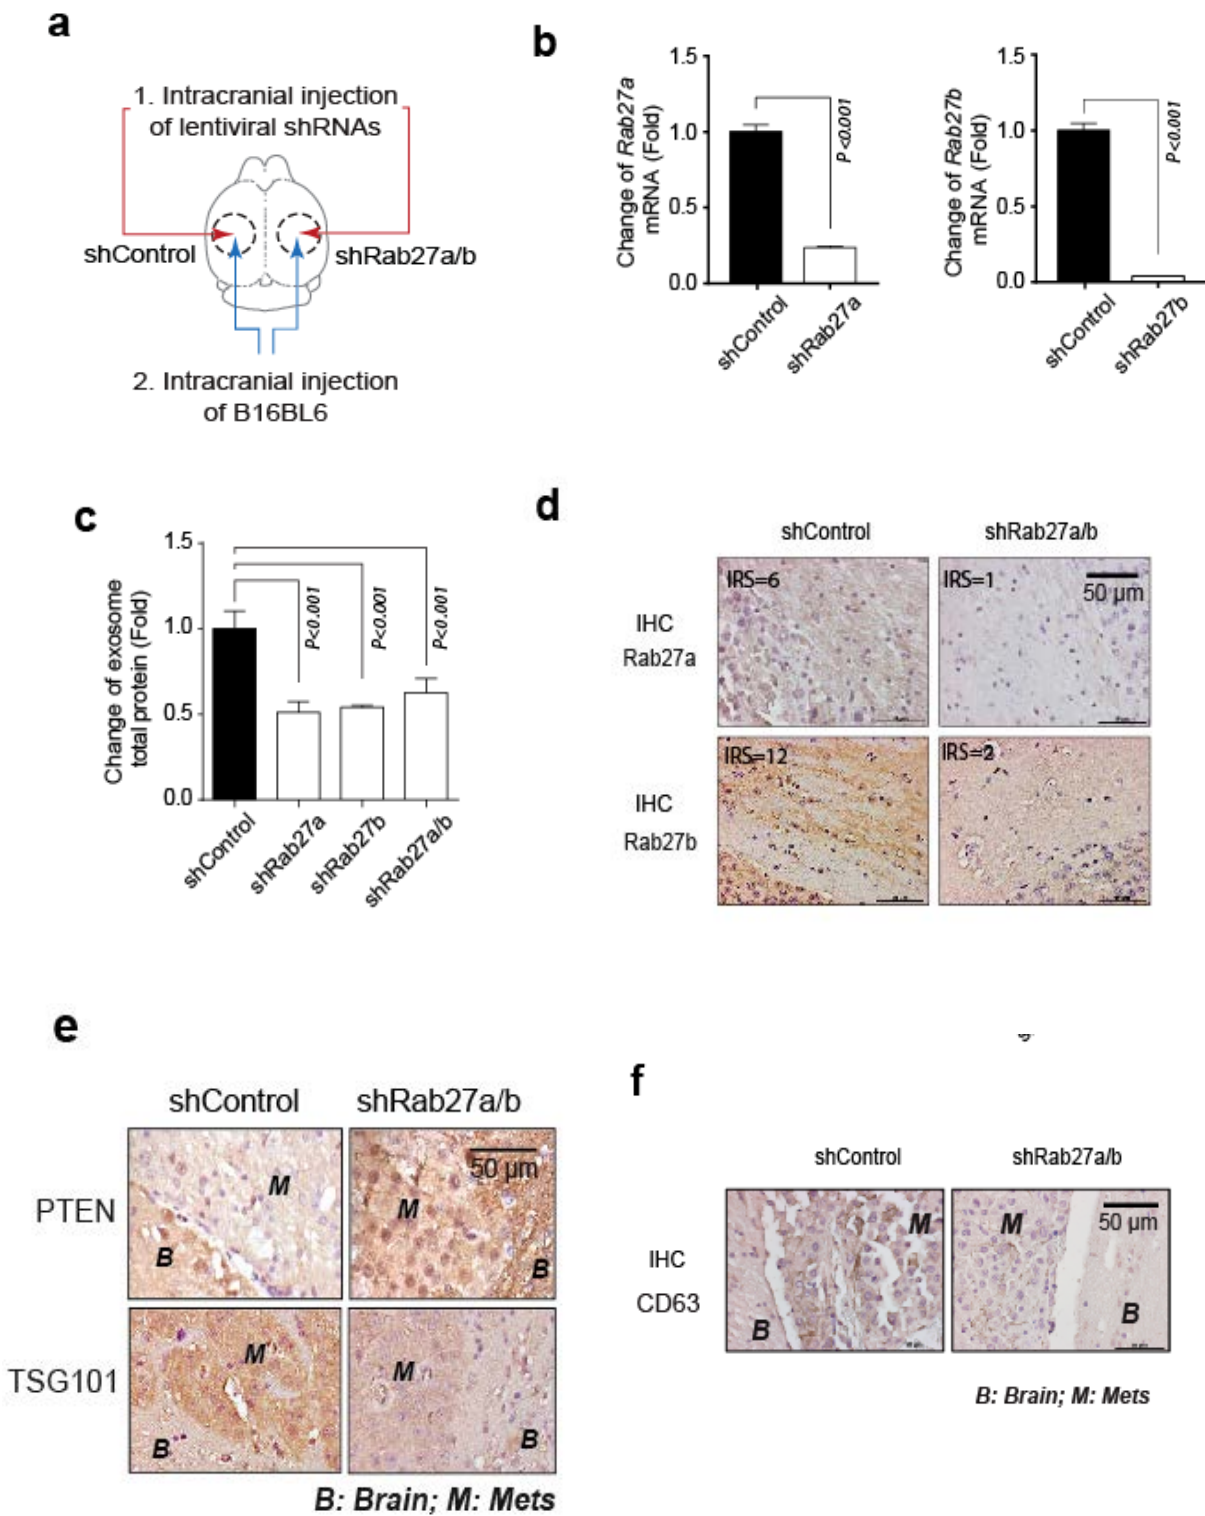 a
1. Intracranial injection
of lentiviral shRNAs
shControl
shRab27a/b
2. Intracranial injection
of B16BL6
b
Change of Rab27a
mRNA (Fold)
1.5
1.0
0.5
0.0
P<0.001
shControl
shRab27a
Change of Rab27b
mRNA (Fold)
1.5
1.0
0.5
0.0
P<0.001
shControl
shRab27b
c
Change of exosome
total protein (Fold)
1.5
1.0
0.5
0.0
P<0.001
P<0.001
P<0.001
shControl
shRab27a
shRab27b
shRab27a/b
d
shControl
shRab27a/b
IHC
Rab27a
IRS=6
IRS=1
50 µm
IHC
Rab27b
IRS=12
IRS=2
e
shControl
shRab27a/b
PTEN
M
B
50 µm
M
B
TSG101
M
B
M
B
B: Brain; M: Mets
f
shControl
shRab27a/b
IHC
CD63
M
B
M
50 µm
B
B: Brain; M: Mets